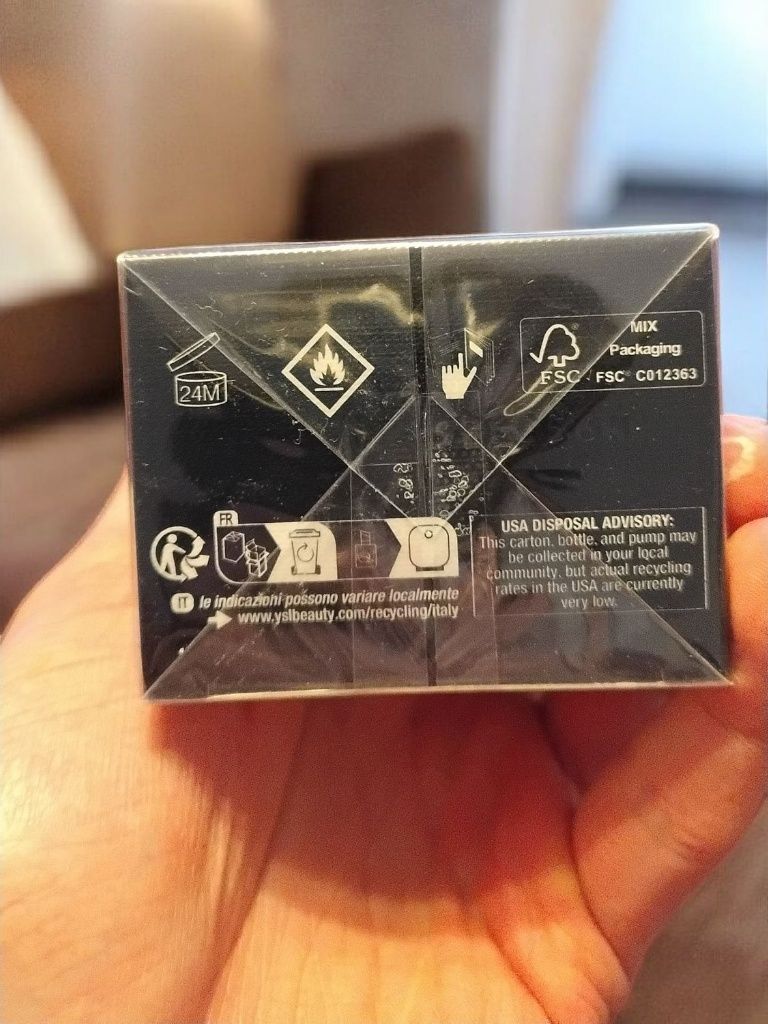 24M
MIX
Packaging
FSC
FSC® C012363
FR
IT le indicazioni possono variare localmente
www.yslbeauty.com/recycling/italy
USA DISPOSAL ADVISORY:
This carton, bottle, and pump may
be collected in your local
community, but actual recycling
rates in the USA are currently
very low.